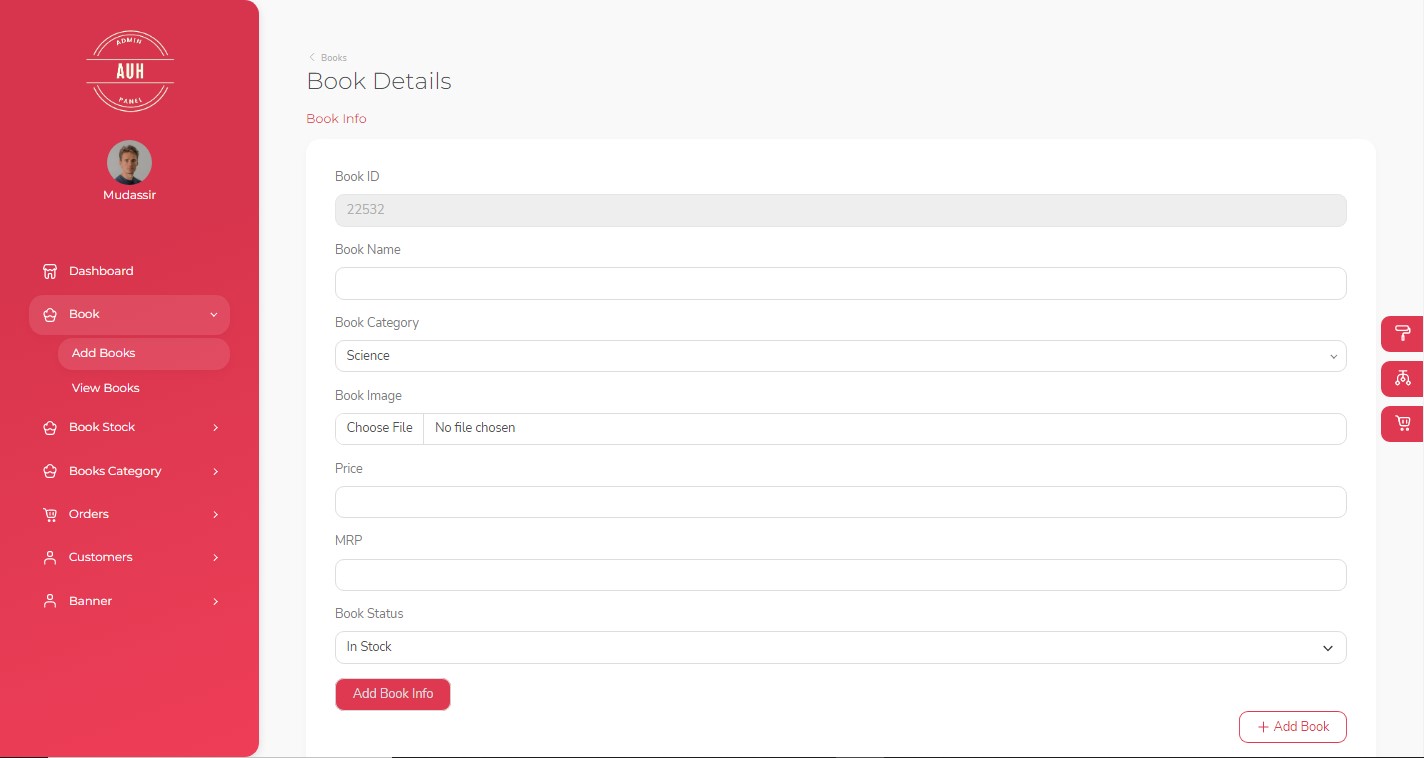 ADMIN
AUH
PANEL
Mudassir
Dashboard
Book
Add Books
View Books
Book Stock
Books Category
Orders
Customers
Banner
Books
Book Details
Book Info
Book ID
22532
Book Name
Book Category
Science
Book Image
Choose File No file chosen
Price
MRP
Book Status
In Stock
Add Book Info
+ Add Book